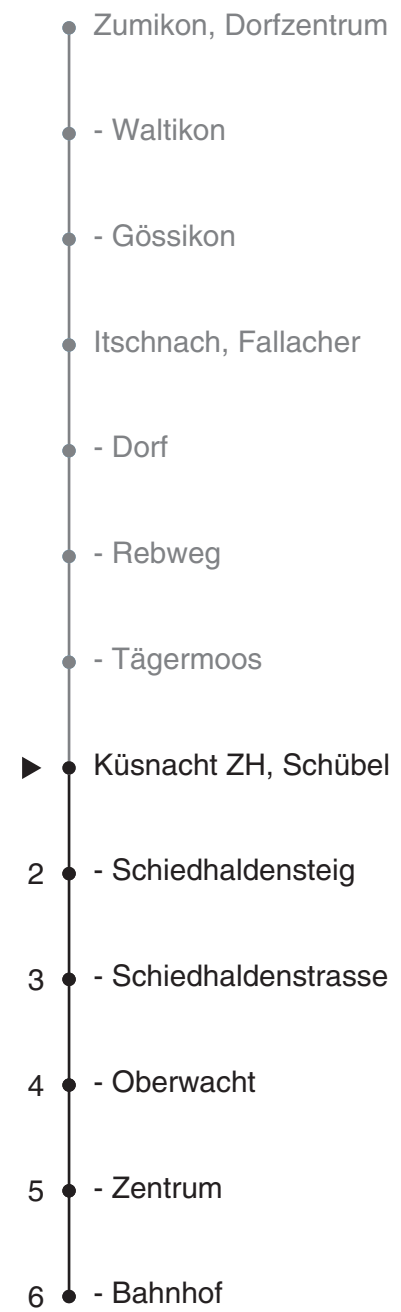 Zumikon, Dorfzentrum
- Waltikon
- Gössikon
Itschnach, Fallacher
- Dorf
- Rebweg
- Tägermoos
Küsnacht ZH, Schübel
2 - Schiedhaldensteig
3 - Schiedhaldenstrasse
4 - Oberwacht
5 - Zentrum
6 - Bahnhof